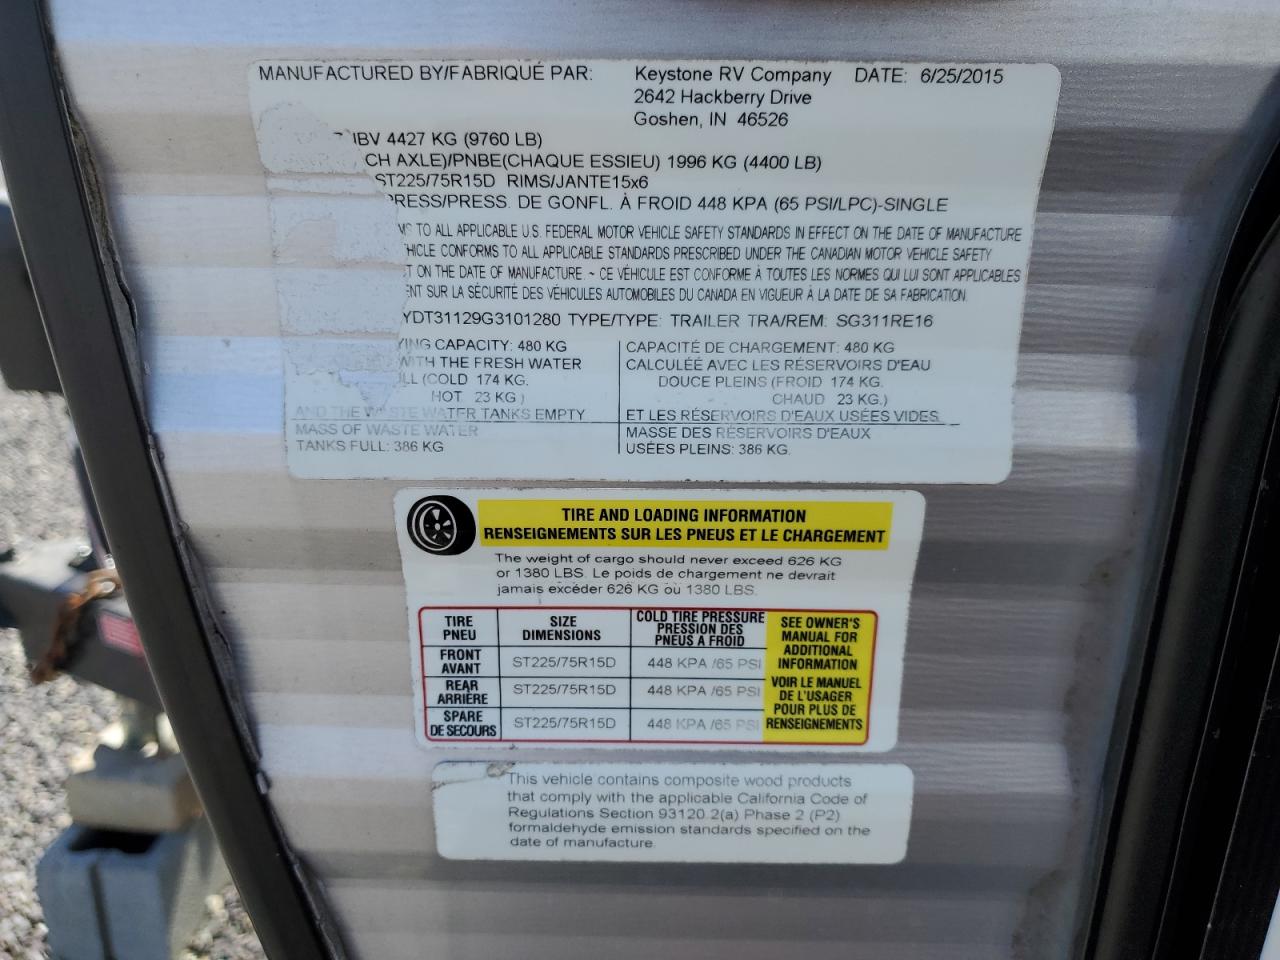 MANUFACTURED BY/FABRIQUÉ PAR: Keystone RV Company DATE: 6/25/2015
2642 Hackberry Drive
Goshen, IN 46526
4427 KG (9760 LB)
CH AXLE)/PNBE(CHAQUE ESSIEU) 1996 KG (4400 LB)
ST225/75R15D RIMS/JANTE15x6
PRESS/PRESS. DE GONFL. À FROID 448 KPA (65 PSI/LPC)-SINGLE
MS TO ALL APPLICABLE U.S. FEDERAL MOTOR VEHICLE SAFETY STANDARDS IN EFFECT ON THE DATE OF MANUFACTURE
HICLE CONFORMS TO ALL APPLICABLE STANDARDS PRESCRIBED UNDER THE CANADIAN MOTOR VEHICLE SAFETY
T ON THE DATE OF MANUFACTURE ~ CE VÉHICULE EST CONFORME À TOUTES LES NORMES QUI LUI SONT APPLICABLES
ENT SUR LA SÉCURITÉ DES VÉHICULES AUTOMOBILES DU CANADA EN VIGUEUR À LA DATE DE SA FABRICATION.
YDT31129G3101280 TYPE/TYPE: TRAILER TRA/REM: SG311RE16
YING CAPACITY: 480 KG
WITH THE FRESH WATER
LL (COLD 174 KG.
HOT 23 KG.)
AND THE WASTE WATER TANKS EMPTY
MASS OF WASTE WATER
TANKS FULL: 386 KG
CAPACITÉ DE CHARGEMENT: 480 KG
CALCULÉE AVEC LES RÉSERVOIRS D'EAU
DOUCE PLEINS (FROID 174 KG.
CHAUD 23 KG.)
ET LES RÉSERVOIRS D'EAUX USÉES VIDES.
MASSE DES RÉSERVOIRS D'EAUX
USÉES PLEINS: 386 KG.
TIRE AND LOADING INFORMATION
RENSEIGNEMENTS SUR LES PNEUS ET LE CHARGEMENT
The weight of cargo should never exceed 626 KG
or 1380 LBS. Le poids de chargement ne devrait
jamais excéder 626 KG ou 1380 LBS.
TIRE
PNEU
SIZE
DIMENSIONS
COLD TIRE PRESSURE
PRESSION DES
PNEUS A FROID
FRONT
AVANT
ST225/75R15D 448 KPA /65 PSI
REAR
ARRIÈRE
ST225/75R15D 448 KPA /65 PSI
SPARE
DE SECOURS
ST225/75R15D 448 KPA /65 PSI
SEE OWNER'S
MANUAL FOR
ADDITIONAL
INFORMATION
VOIR LE MANUEL
DE L'USAGER
POUR PLUS DE
RENSEIGNEMENTS
This vehicle contains composite wood products
that comply with the applicable California Code of
Regulations Section 93120.2(a) Phase 2 (P2)
formaldehyde emission standards specified on the
date of manufacture.